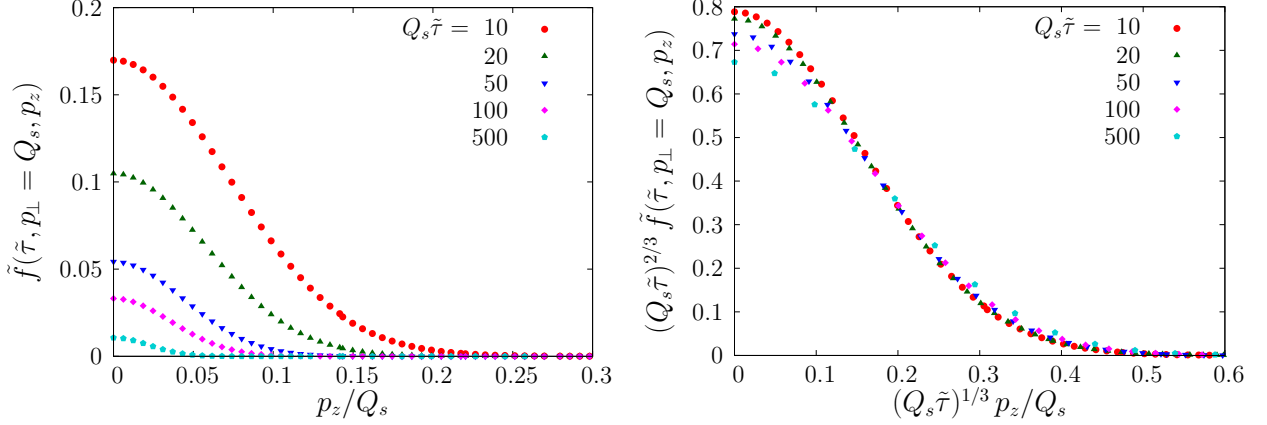 Q_s τ̃ = 10
20
50
100
500
f̃(τ̃, p_⊥ = Q_s, p_z)
0.2
0.15
0.1
0.05
0
0 0.05 0.1 0.15 0.2 0.25 0.3
p_z/Q_s
Q_s τ̃ = 10
20
50
100
500
(Q_s τ̃)^{2/3} f̃(τ̃, p_⊥ = Q_s, p_z)
0.8
0.7
0.6
0.5
0.4
0.3
0.2
0.1
0
0 0.1 0.2 0.3 0.4 0.5 0.6
(Q_s τ̃)^{1/3} p_z/Q_s